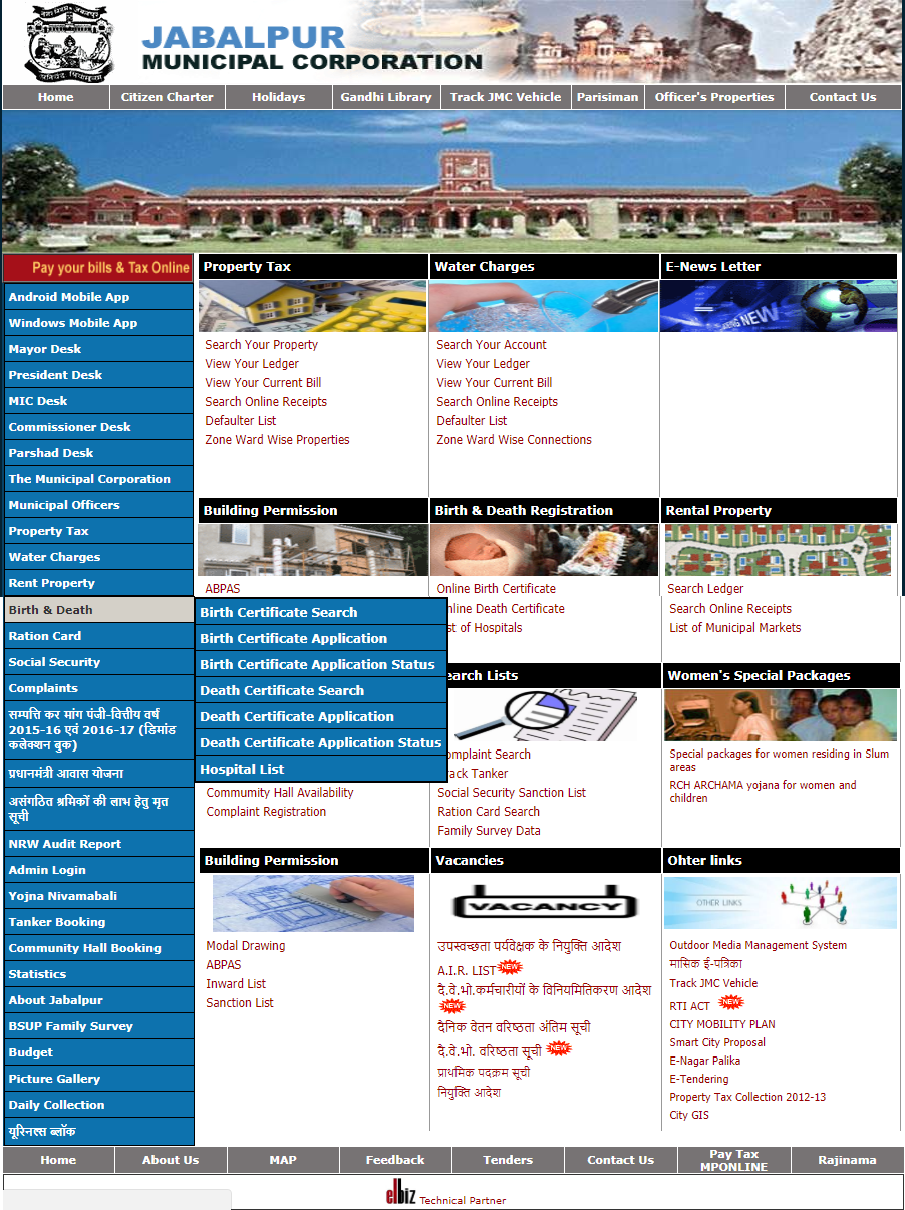 JABALPUR
MUNICIPAL CORPORATION
Home Citizen Charter Holidays Gandhi Library Track JMC Vehicle Parisiman Officer's Properties Contact Us
Pay your bills & Tax Online
Android Mobile App
Windows Mobile App
Mayor Desk
President Desk
MIC Desk
Commissioner Desk
Parshad Desk
The Municipal Corporation
Municipal Officers
Property Tax
Water Charges
Rent Property
Birth & Death
Ration Card
Social Security
Complaints
सम्पत्ति कर मांग पंजी-वित्तीय वर्ष
2015-16 एवं 2016-17 (डिमांड
कलेक्शन बुक)
प्रधानमंत्री आवास योजना
असंगठित श्रमिकों की लाभ हेतु मृत
सूची
NRW Audit Report
Admin Login
Yojna Nivamabali
Tanker Booking
Community Hall Booking
Statistics
About Jabalpur
BSUP Family Survey
Budget
Picture Gallery
Daily Collection
यूरिनल्स ब्लॉक
Birth Certificate Search
Birth Certificate Application
Birth Certificate Application Status
Death Certificate Search
Death Certificate Application
Death Certificate Application Status
Hospital List
Property Tax
Search Your Property
View Your Ledger
View Your Current Bill
Search Online Receipts
Defaulter List
Zone Ward Wise Properties
Water Charges
Search Your Account
View Your Ledger
View Your Current Bill
Search Online Receipts
Defaulter List
Zone Ward Wise Connections
E-News Letter
NEW
Building Permission
ABPAS
Birth & Death Registration
Online Birth Certificate
nline Death Certificate
t of Hospitals
Rental Property
Search Ledger
Search Online Receipts
List of Municipal Markets
Community Hall Availability
Complaint Registration
earch Lists
omplaint Search
rack Tanker
Social Security Sanction List
Ration Card Search
Family Survey Data
Women's Special Packages
Special packages for women residing in Slum
areas
RCH ARCHAMA yojana for women and
children
Building Permission
Modal Drawing
ABPAS
Inward List
Sanction List
Vacancies
VACANCY
उपस्वच्छता पर्यवेक्षक के नियुक्ति आदेश
A.I.R. LIST NEW
दै.वे.भो.कर्मचारीयों के विनियमितिकरण आदेश
NEW
दैनिक वेतन वरिष्ठता अंतिम सूची
दै.वे.भो. वरिष्ठता सूची NEW
प्राथमिक पदक्रम सूची
नियुक्ति आदेश
Ohter links
OTHER LINKS
Outdoor Media Management System
मासिक ई-पत्रिका
Track JMC Vehicle
RTI ACT NEW
CITY MOBILITY PLAN
Smart City Proposal
E-Nagar Palika
E-Tendering
Property Tax Collection 2012-13
City GIS
Home About Us MAP Feedback Tenders Contact Us Pay Tax MPONLINE Rajinama
elbiz Technical Partner